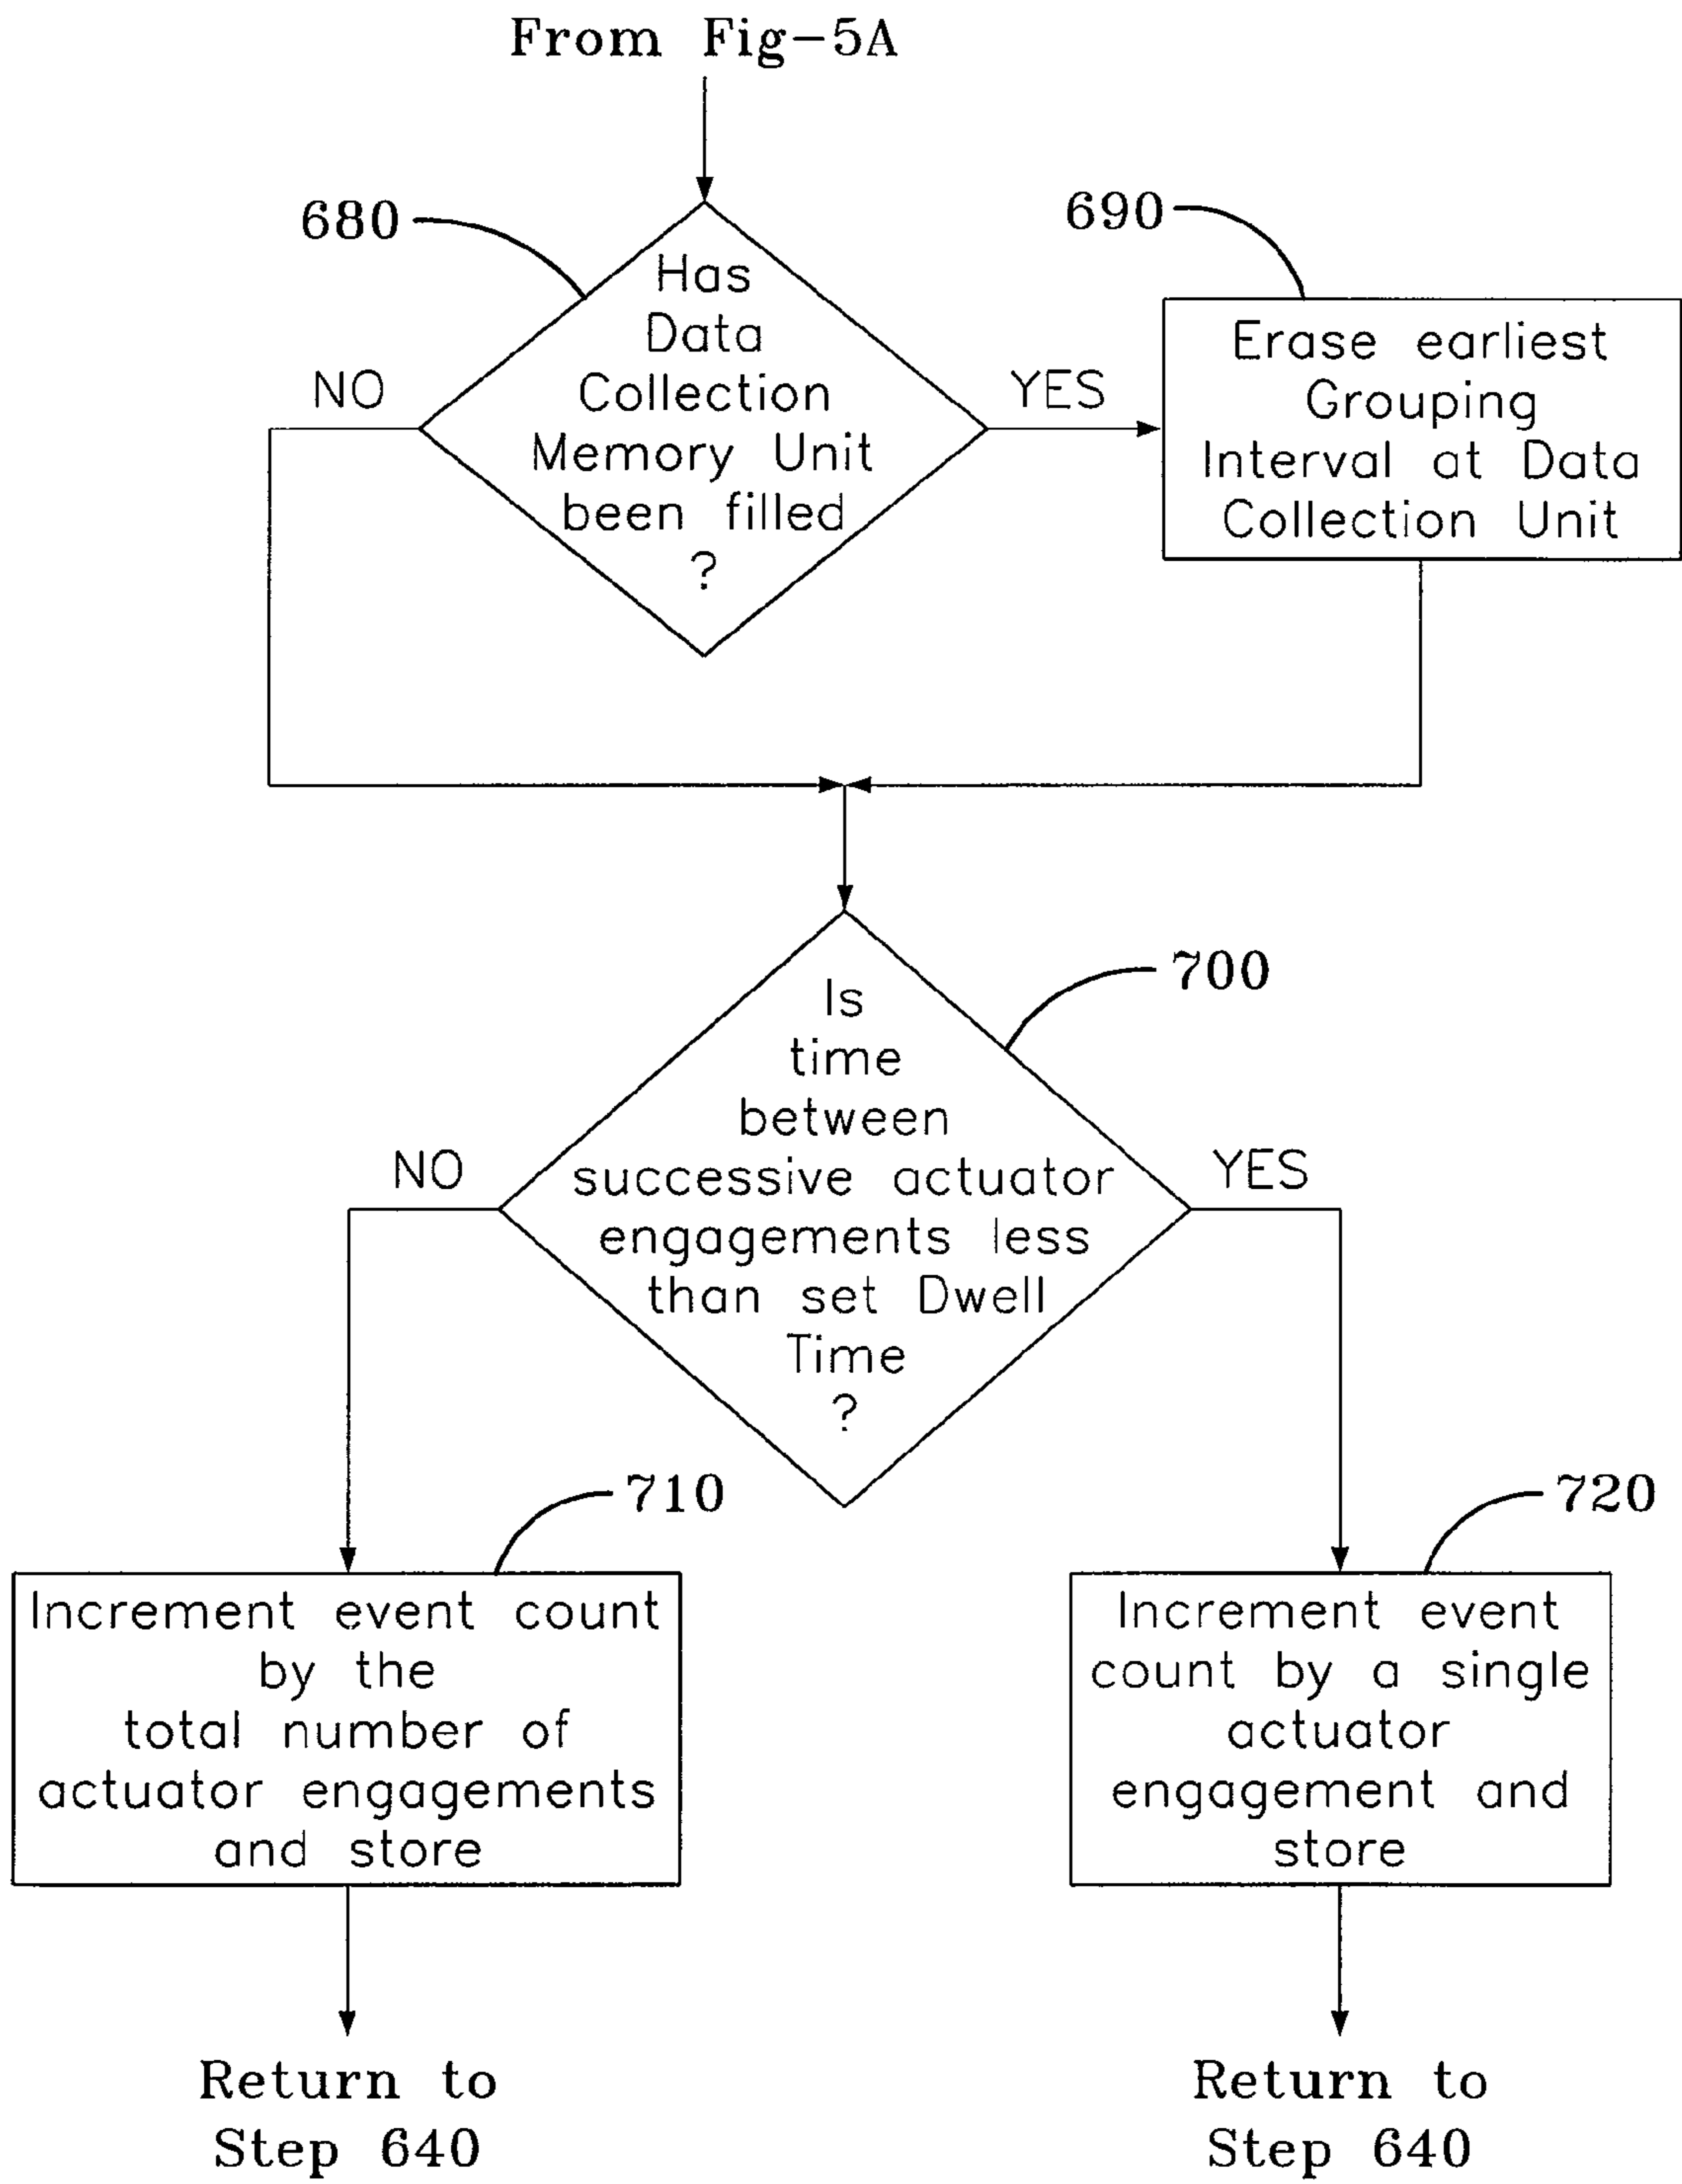 From Fig-5A
680
690
Has
Data
Collection
Memory Unit
been filled
?
NO
YES
Erase earliest
Grouping
Interval at Data
Collection Unit
700
Is
time
between
successive actuator
engagements less
than set Dwell
Time
?
NO
YES
710
720
Increment event count
by the
total number of
actuator engagements
and store
Increment event
count by a single
actuator
engagement and
store
Return to
Step 640
Return to
Step 640